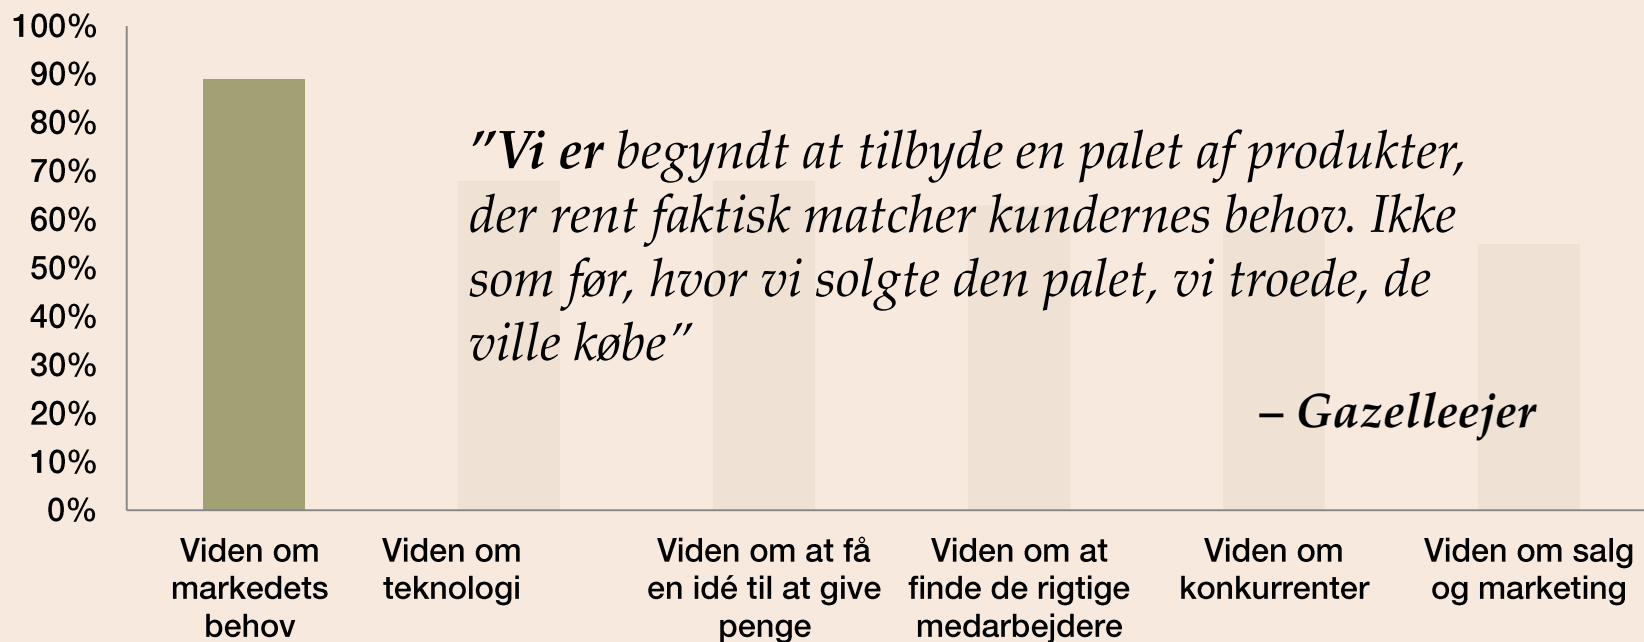 100%
90%
80%
70%
60%
50%
40%
30%
20%
10%
0%
”Vi er begyndt at tilbyde en palet af produkter,
der rent faktisk matcher kundernes behov. Ikke
som før, hvor vi solgte den palet, vi troede, de
ville købe”
– Gazelleejer
Viden om
markedets
behov
Viden om
teknologi
Viden om at få
en idé til at give
penge
Viden om at
finde de rigtige
medarbejdere
Viden om
konkurrenter
Viden om salg
og marketing